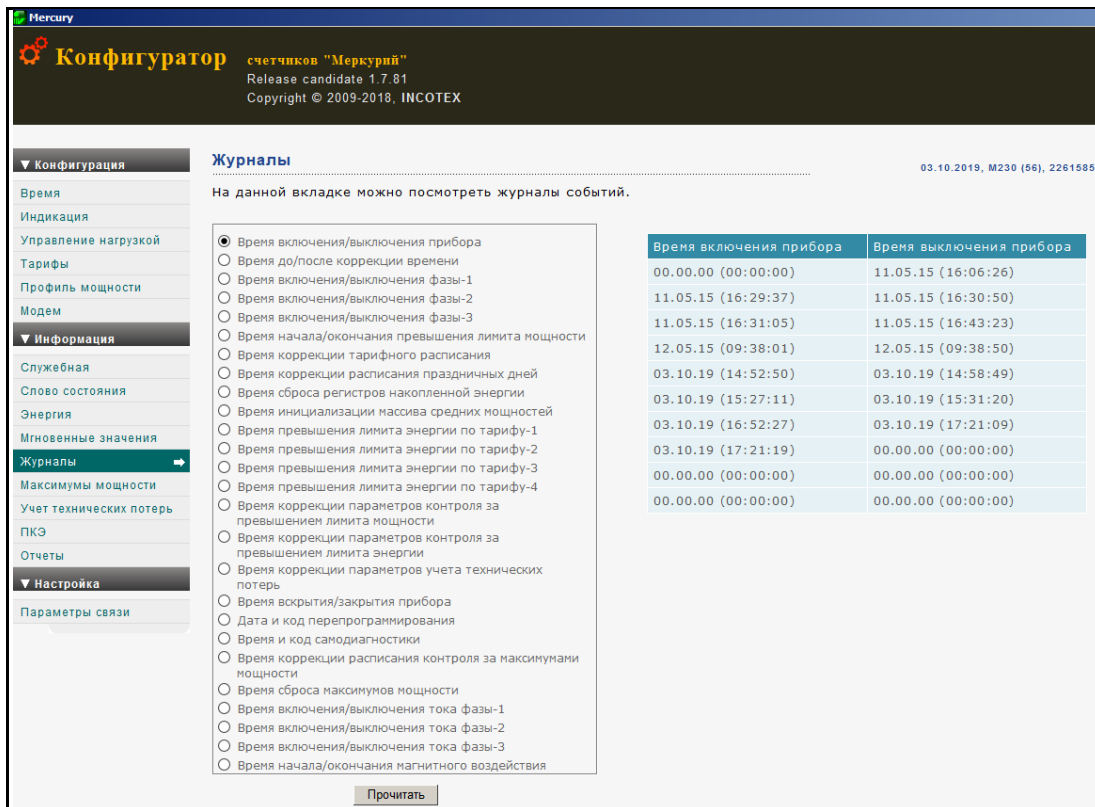 Mercury
Конфигуратор
счетчиков "Меркурий"
Release candidate 1.7.81
Copyright © 2009-2018, INCOTEX
▼ Конфигурация
Время
Индикация
Управление нагрузкой
Тарифы
Профиль мощности
Модем
▼ Информация
Служебная
Слово состояния
Энергия
Мгновенные значения
Журналы
Максимумы мощности
Учет технических потерь
ПКЭ
Отчеты
▼ Настройка
Параметры связи
Журналы
03.10.2019, M230 (56), 2261585
На данной вкладке можно посмотреть журналы событий.
Время включения/выключения прибора
Время до/после коррекции времени
Время включения/выключения фазы-1
Время включения/выключения фазы-2
Время включения/выключения фазы-3
Время начала/окончания превышения лимита мощности
Время коррекции тарифного расписания
Время коррекции расписания праздничных дней
Время сброса регистров накопленной энергии
Время инициализации массива средних мощностей
Время превышения лимита энергии по тарифу-1
Время превышения лимита энергии по тарифу-2
Время превышения лимита энергии по тарифу-3
Время превышения лимита энергии по тарифу-4
Время коррекции параметров контроля за
превышением лимита мощности
Время коррекции параметров контроля за
превышением лимита энергии
Время коррекции параметров учета технических
потерь
Время вскрытия/закрытия прибора
Дата и код перепрограммирования
Время и код самодиагностики
Время коррекции расписания контроля за максимумами
мощности
Время сброса максимумов мощности
Время включения/выключения тока фазы-1
Время включения/выключения тока фазы-2
Время включения/выключения тока фазы-3
Время начала/окончания магнитного воздействия
Прочитать
Время включения прибора Время выключения прибора
00.00.00 (00:00:00) 11.05.15 (16:06:26)
11.05.15 (16:29:37) 11.05.15 (16:30:50)
11.05.15 (16:31:05) 11.05.15 (16:43:23)
12.05.15 (09:38:01) 12.05.15 (09:38:50)
03.10.19 (14:52:50) 03.10.19 (14:58:49)
03.10.19 (15:27:11) 03.10.19 (15:31:20)
03.10.19 (16:52:27) 03.10.19 (17:21:09)
03.10.19 (17:21:19) 00.00.00 (00:00:00)
00.00.00 (00:00:00) 00.00.00 (00:00:00)
00.00.00 (00:00:00) 00.00.00 (00:00:00)